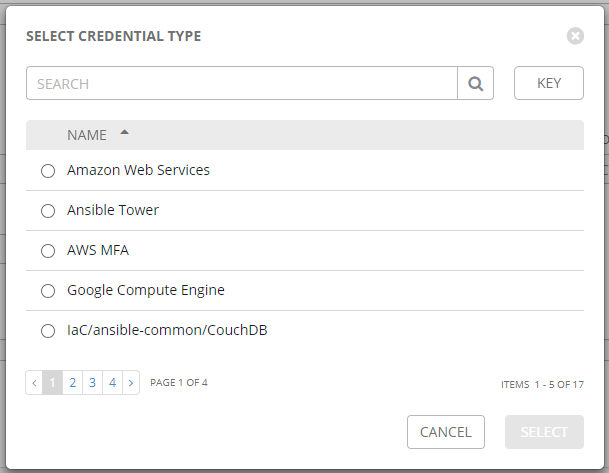 SELECT CREDENTIAL TYPE
SEARCH
KEY
NAME
Amazon Web Services
Ansible Tower
AWS MFA
Google Compute Engine
IaC/ansible-common/CouchDB
< 1 2 3 4 > PAGE 1 OF 4 ITEMS 1 - 5 OF 17
CANCEL SELECT